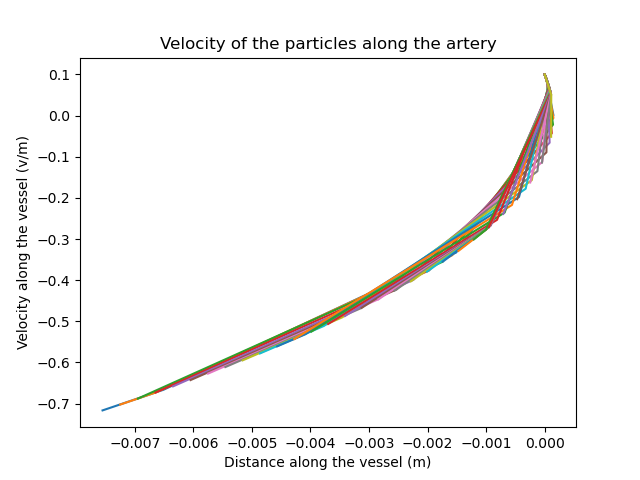 Velocity of the particles along the artery
Velocity along the vessel (v/m)
0.1
0.0
−0.1
−0.2
−0.3
−0.4
−0.5
−0.6
−0.7
−0.007 −0.006 −0.005 −0.004 −0.003 −0.002 −0.001 0.000
Distance along the vessel (m)